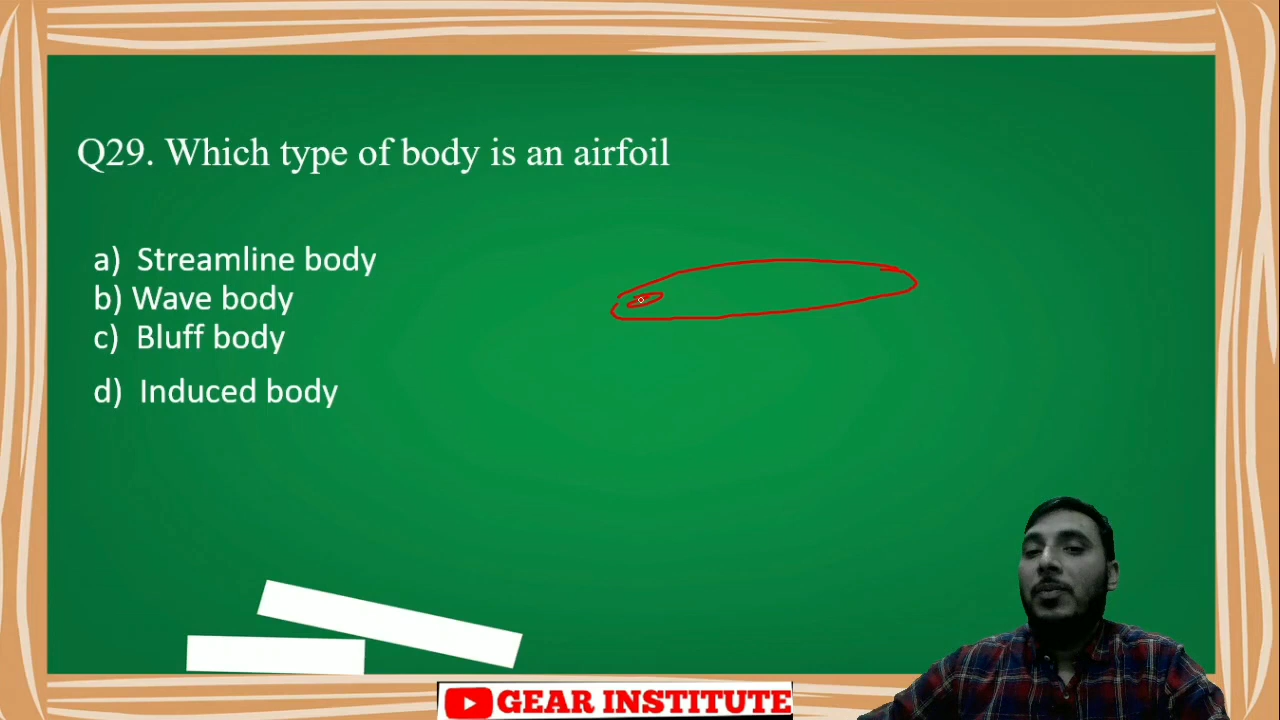 Q29. Which type of body is an airfoil
a) Streamline body
b) Wave body
c) Bluff body
d) Induced body
GEAR INSTITUTE